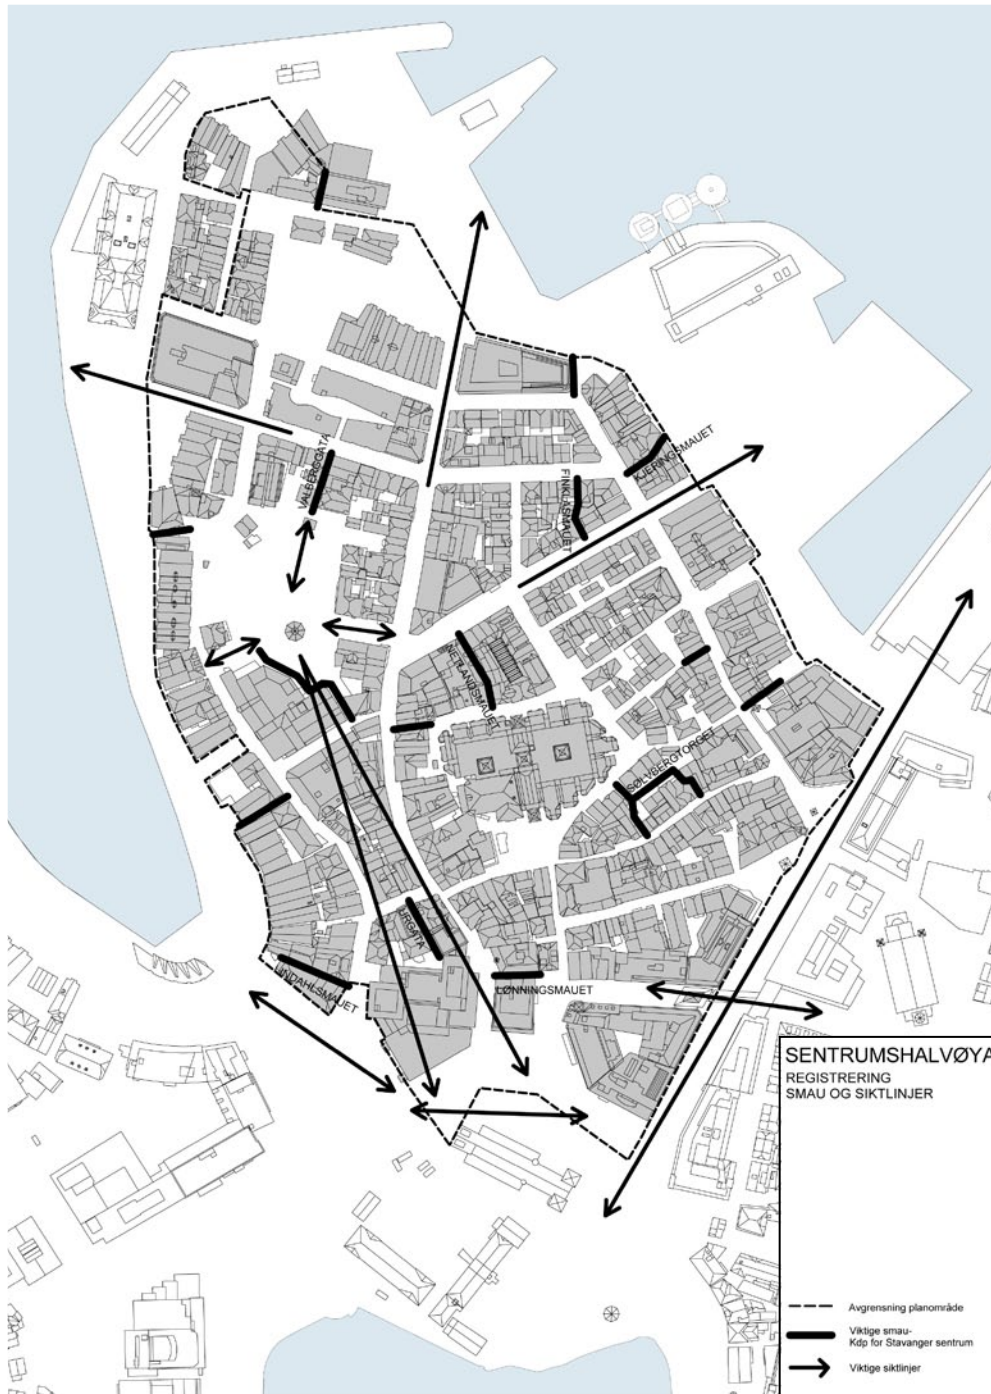 VALBERGGATA
KJERINGSMAUET
FINKLASMAUET
NETLANDSMAUET
SØLVBERGTORGET
URGATA
LINDAHLSMAUET
LØNNINGSMAUET
SENTRUMSHALVØYA
REGISTRERING
SMAU OG SIKTLINJER
Avgrensning planområde
Viktige smau-
Kdp for Stavanger sentrum
Viktige siktlinjer